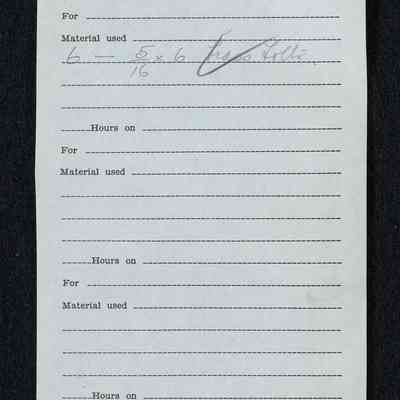 For
Material used
6 — 5/16 x 6 Bolts
Hours on
For
Material used
Hours on
For
Material used
Hours on